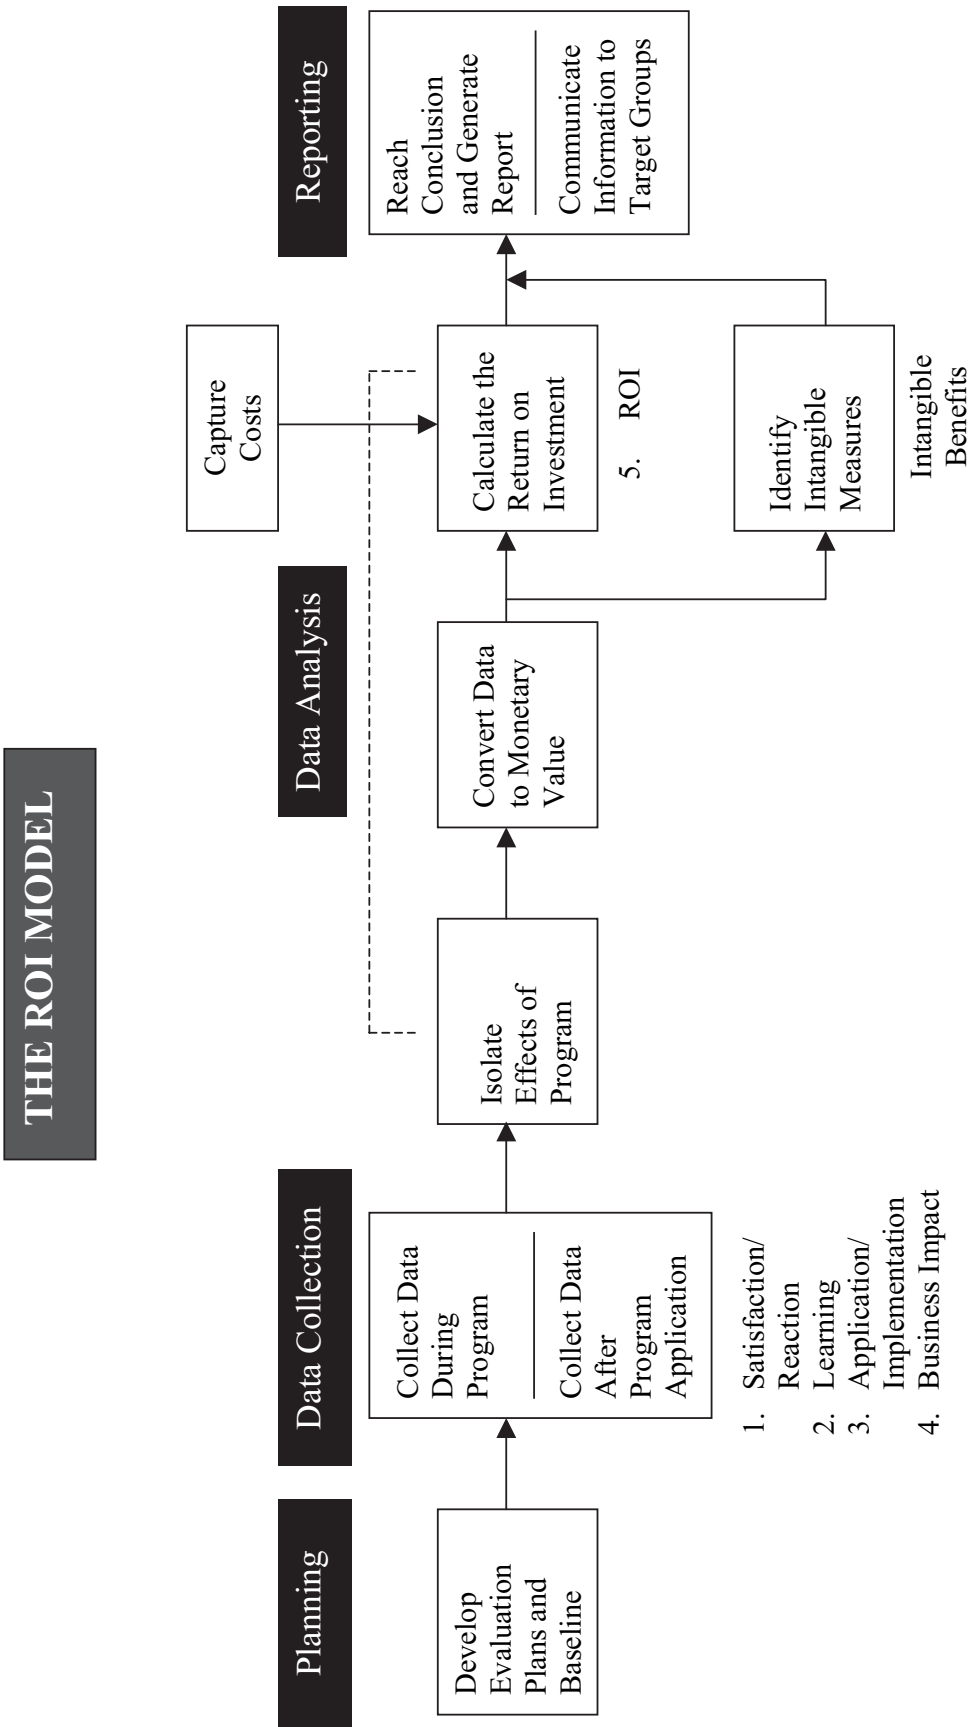 THE ROI MODEL
Planning
Data Collection
Data Analysis
Reporting
Develop
Evaluation
Plans and
Baseline
Collect Data
During
Program
Collect Data
After
Program
Application
1. Satisfaction/
Reaction
2. Learning
3. Application/
Implementation
4. Business Impact
Isolate
Effects of
Program
Convert Data
to Monetary
Value
Capture
Costs
Calculate the
Return on
Investment
5. ROI
Identify
Intangible
Measures
Intangible
Benefits
Reach
Conclusion
and Generate
Report
Communicate
Information to
Target Groups